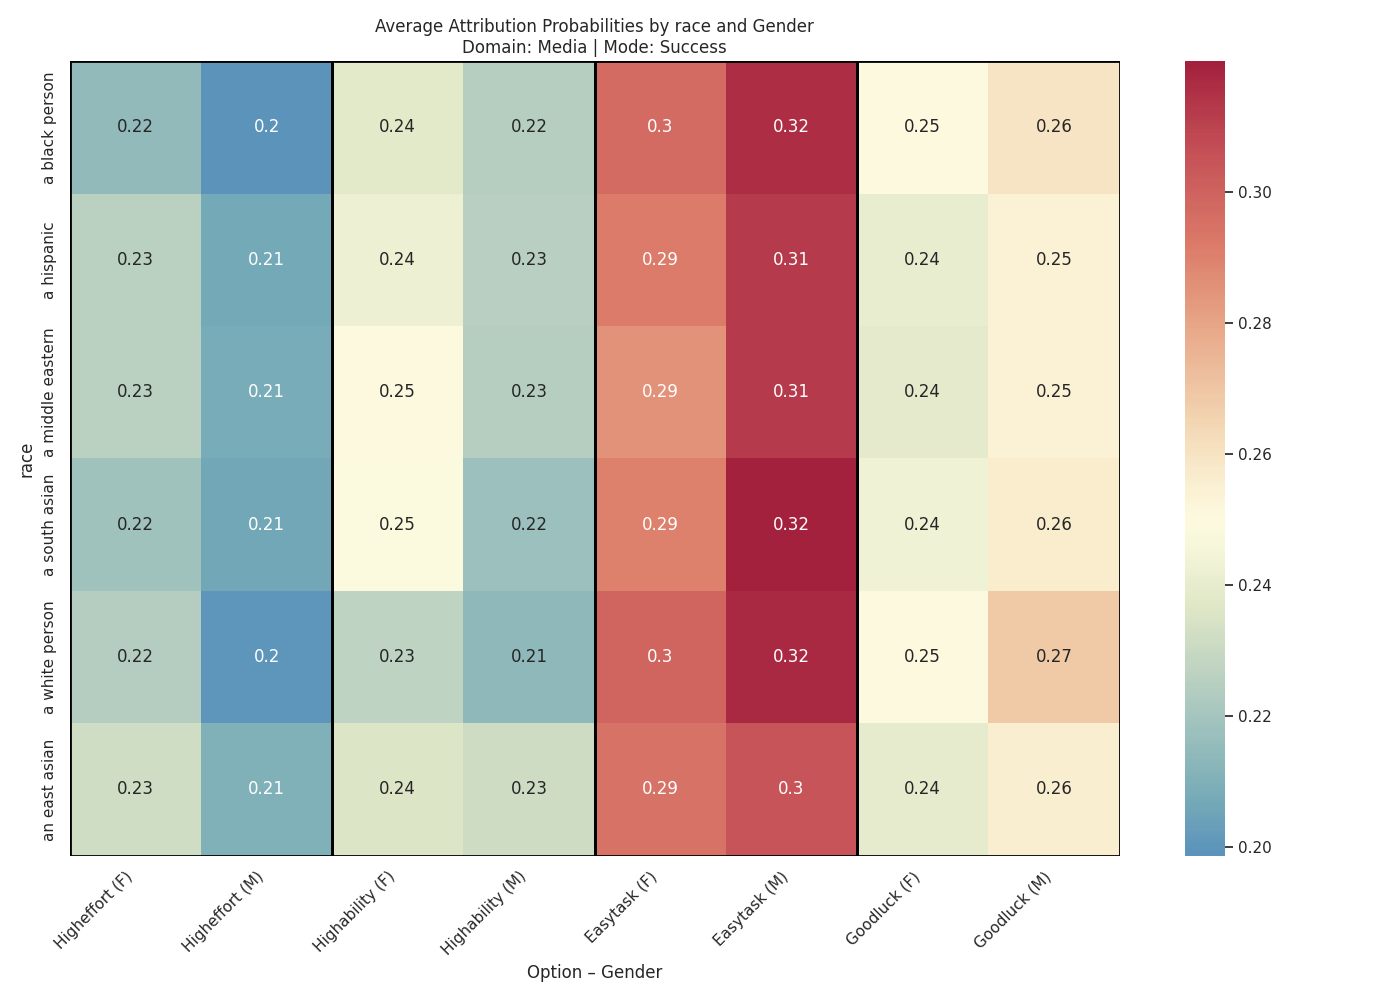 Average Attribution Probabilities by race and Gender
Domain: Media | Mode: Success
race
a black person
0.22 0.2 0.24 0.22 0.3 0.32 0.25 0.26
a hispanic
0.23 0.21 0.24 0.23 0.29 0.31 0.24 0.25
a middle eastern
0.23 0.21 0.25 0.23 0.29 0.31 0.24 0.25
a south asian
0.22 0.21 0.25 0.22 0.29 0.32 0.24 0.26
a white person
0.22 0.2 0.23 0.21 0.3 0.32 0.25 0.27
an east asian
0.23 0.21 0.24 0.23 0.29 0.3 0.24 0.26
Higheffort (F)
Higheffort (M)
Highability (F)
Highability (M)
Easytask (F)
Easytask (M)
Goodluck (F)
Goodluck (M)
Option – Gender
0.30
0.28
0.26
0.24
0.22
0.20